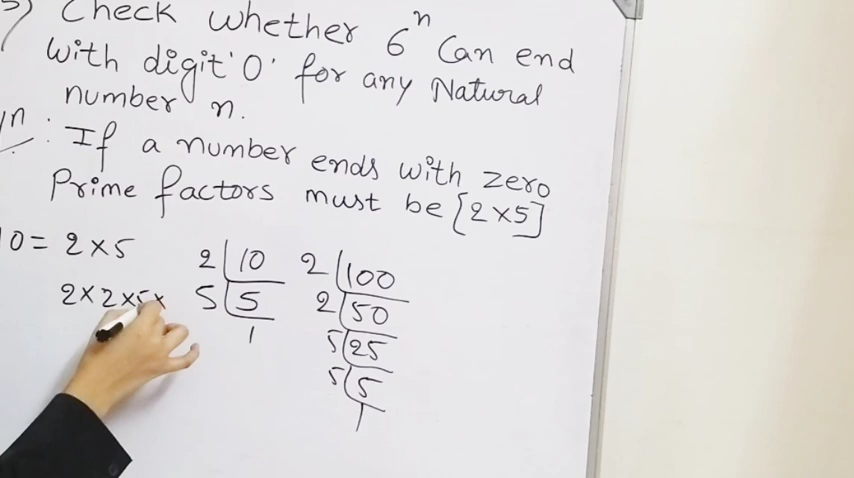 5) Check whether 6ⁿ Can end
with digit '0' for any Natural
number n.
If a number ends with zero
Prime factors must be [2×5]
10 = 2×5
2×2×5×
2 10
5 5
1
2 100
2 50
5 25
5 5
1